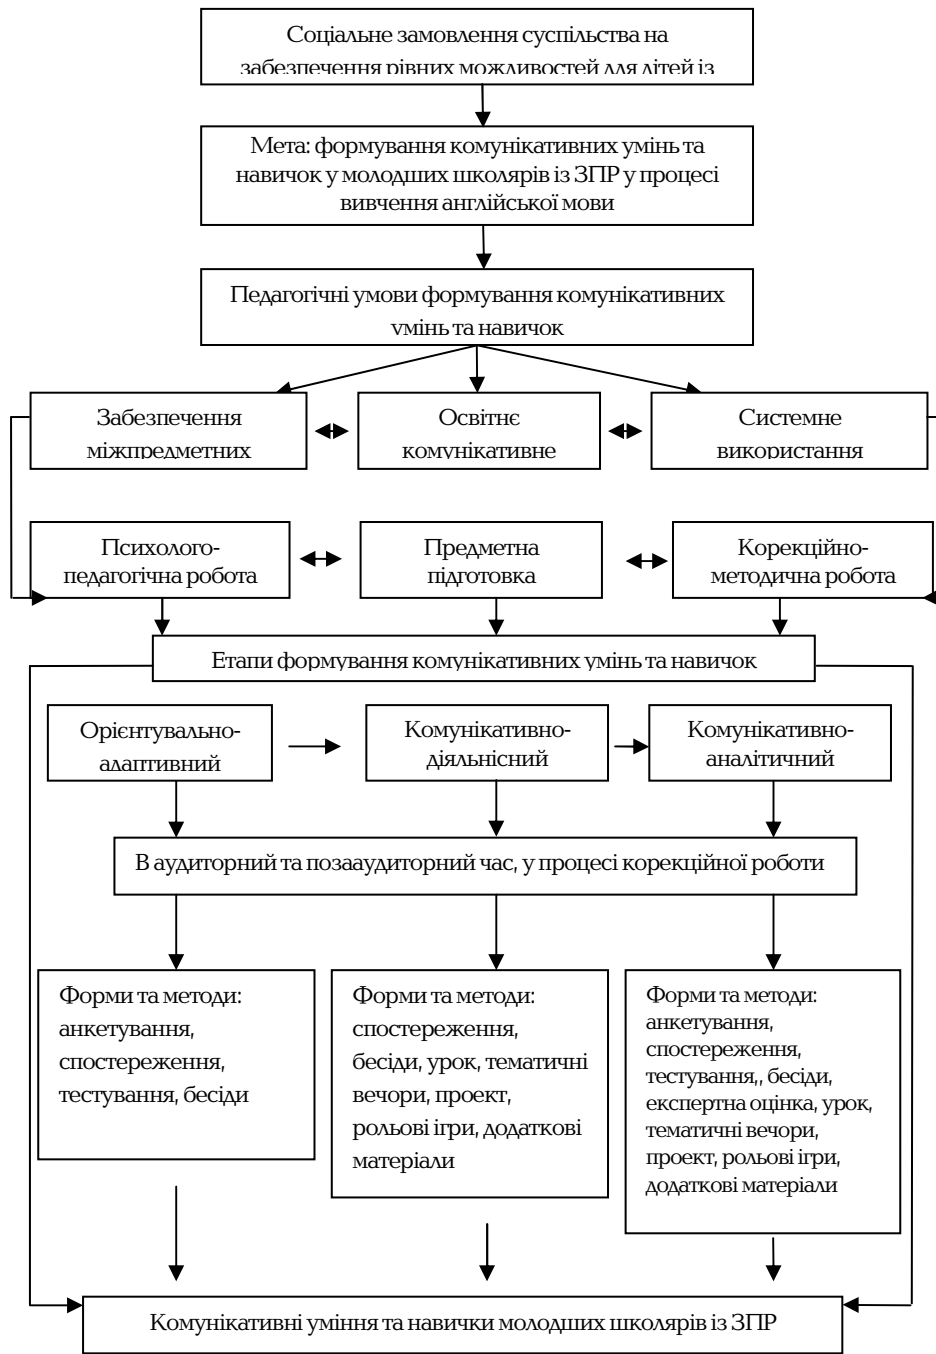 Соціальне замовлення суспільства на
забезпечення рівних можливостей для дітей із
Мета: формування комунікативних умінь та
навичок у молодших школярів із ЗПР у процесі
вивчення англійської мови
Педагогічні умови формування комунікативних
умінь та навичок
Забезпечення
міжпредметних
Освітнє
комунікативне
Системне
використання
Психолого-
педагогічна робота
Предметна
підготовка
Корекційно-
методична робота
Етапи формування комунікативних умінь та навичок
Орієнтувально-
адаптивний
Комунікативно-
діяльнісний
Комунікативно-
аналітичний
В аудиторний та позааудиторний час, у процесі корекційної роботи
Форми та методи:
анкетування,
спостереження,
тестування, бесіди
Форми та методи:
спостереження,
бесіди, урок, тематичні
вечори, проект,
рольові ігри, додаткові
матеріали
Форми та методи:
анкетування,
спостереження,
тестування,, бесіди,
експертна оцінка, урок,
тематичні вечори,
проект, рольові ігри,
додаткові матеріали
Комунікативні уміння та навички молодших школярів із ЗПР